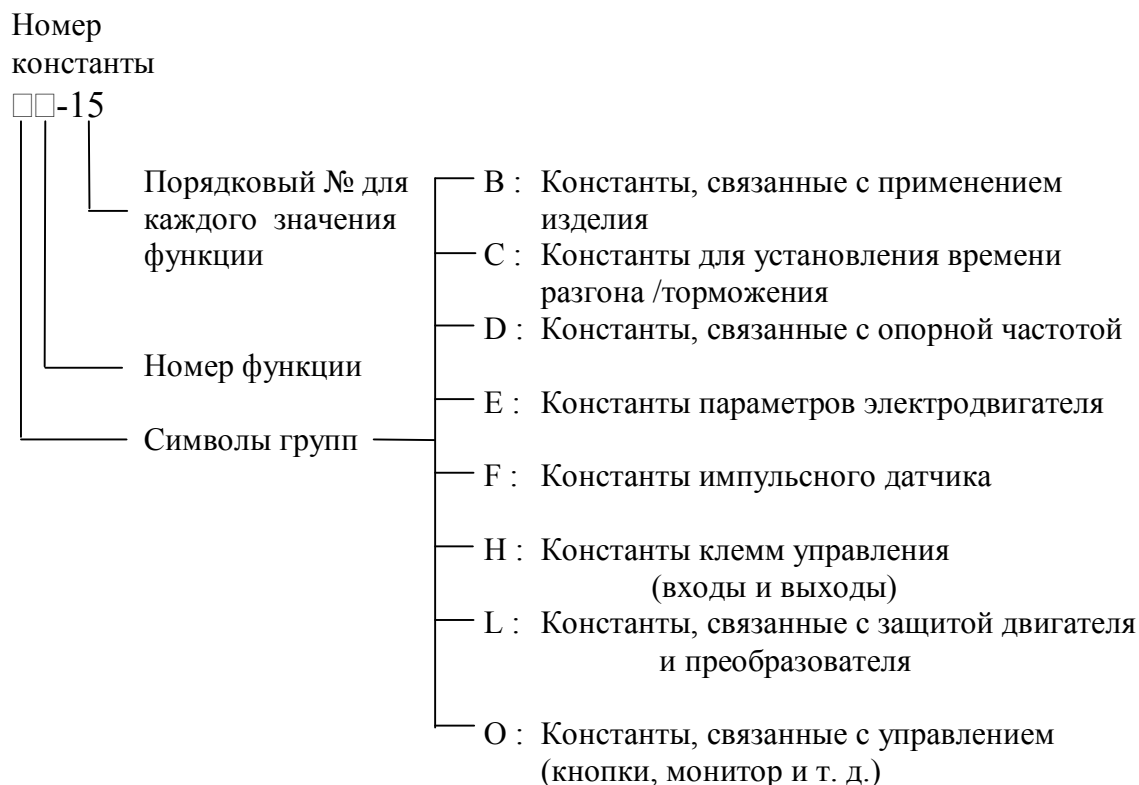 Номер
константы
□□-15
Порядковый № для
каждого значения
функции
Номер функции
Символы групп
B : Константы, связанные с применением
изделия
C : Константы для установления времени
разгона /торможения
D : Константы, связанные с опорной частотой
E : Константы параметров электродвигателя
F : Константы импульсного датчика
H : Константы клемм управления
(входы и выходы)
L : Константы, связанные с защитой двигателя
и преобразователя
O : Константы, связанные с управлением
(кнопки, монитор и т. д.)